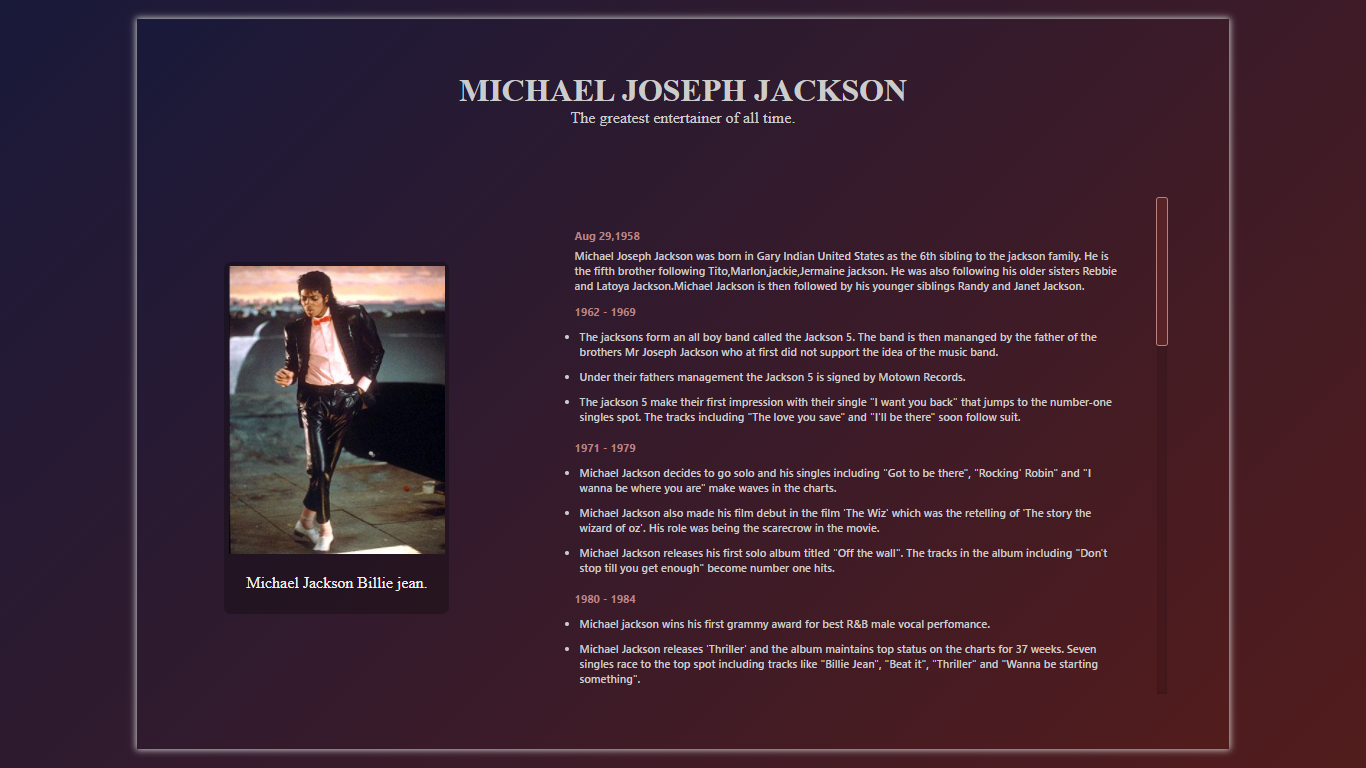 MICHAEL JOSEPH JACKSON
The greatest entertainer of all time.
Michael Jackson Billie jean.
Aug 29,1958
Michael Joseph Jackson was born in Gary Indian United States as the 6th sibling to the jackson family. He is
the fifth brother following Tito,Marlon,jackie,Jermaine jackson. He was also following his older sisters Rebbie
and Latoya Jackson.Michael Jackson is then followed by his younger siblings Randy and Janet Jackson.
1962 - 1969
• The jacksons form an all boy band called the Jackson 5. The band is then mananged by the father of the
brothers Mr Joseph Jackson who at first did not support the idea of the music band.
• Under their fathers management the Jackson 5 is signed by Motown Records.
• The jackson 5 make their first impression with their single "I want you back" that jumps to the number-one
singles spot. The tracks including "The love you save" and "I'll be there" soon follow suit.
1971 - 1979
• Michael Jackson decides to go solo and his singles including "Got to be there", "Rocking' Robin" and "I
wanna be where you are" make waves in the charts.
• Michael Jackson also made his film debut in the film 'The Wiz' which was the retelling of 'The story the
wizard of oz'. His role was being the scarecrow in the movie.
• Michael Jackson releases his first solo album titled "Off the wall". The tracks in the album including "Don't
stop till you get enough" become number one hits.
1980 - 1984
• Michael jackson wins his first grammy award for best R&B male vocal perfomance.
• Michael Jackson releases 'Thriller' and the album maintains top status on the charts for 37 weeks. Seven
singles race to the top spot including tracks like "Billie Jean", "Beat it", "Thriller" and "Wanna be starting
something".